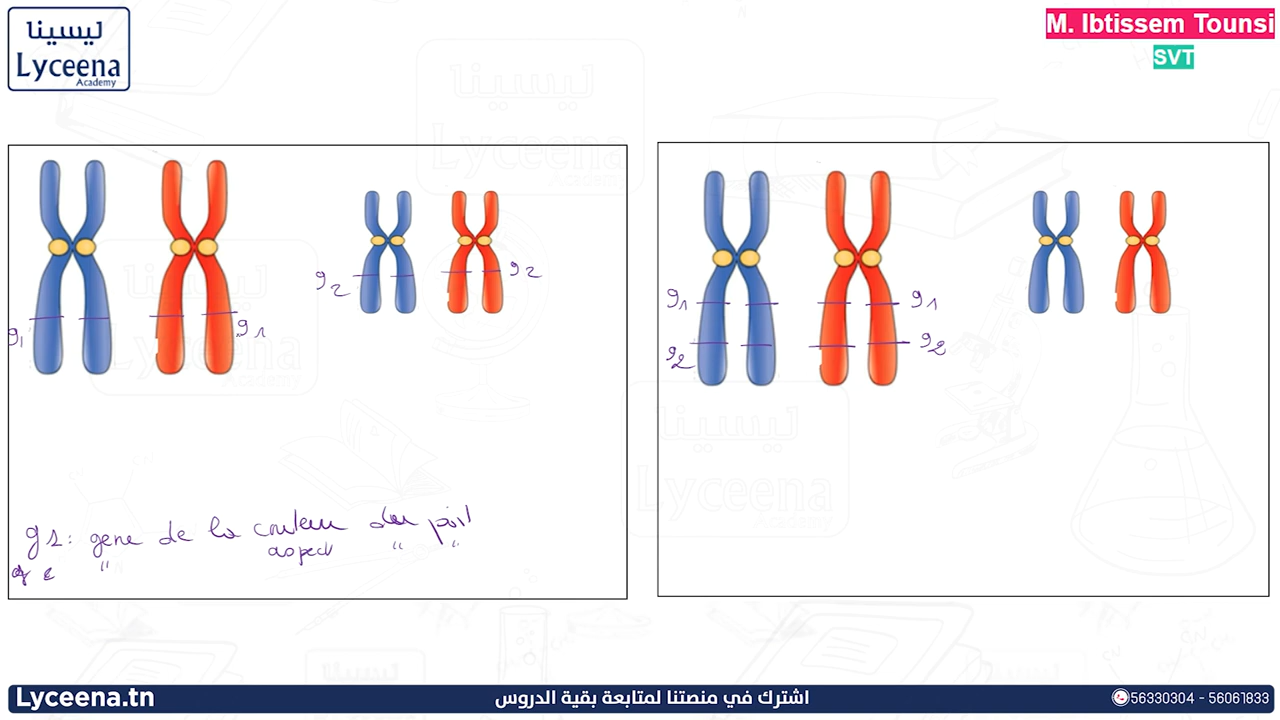 ليسينا
Lyceena
Academy
M. Ibtissem Tounsi
SVT
g1
g1
g2
g2
g1
g1
g2
g2
g1: gene de la couleur du poil
g2 " aspect " "
Lyceena.tn
اشترك في منصتنا لمتابعة بقية الدروس
56330304 - 56061833